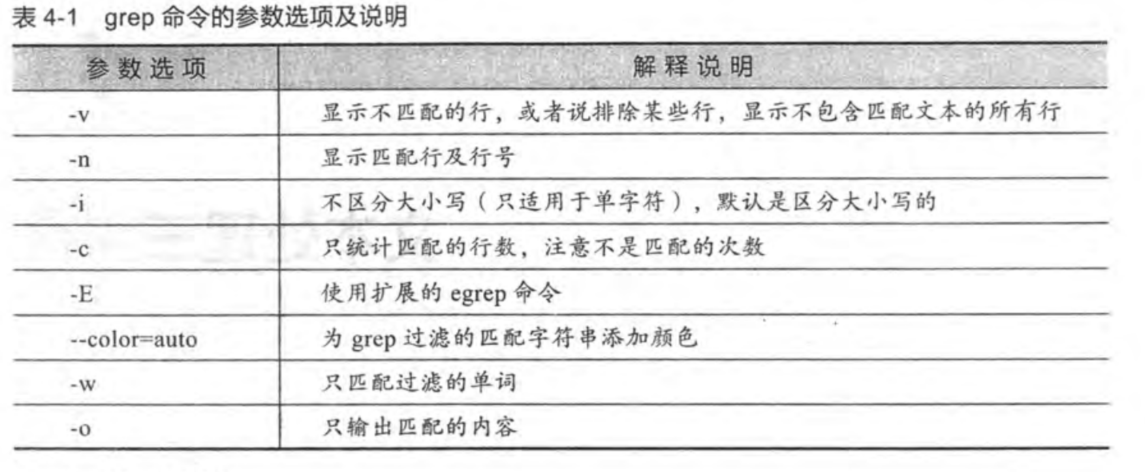 表 4-1 grep 命令的参数选项及说明
参数选项 解释说明
-v 显示不匹配的行，或者说排除某些行，显示不包含匹配文本的所有行
-n 显示匹配行及行号
-i 不区分大小写（只适用于单字符），默认是区分大小写的
-c 只统计匹配的行数，注意不是匹配的次数
-E 使用扩展的 egrep 命令
--color=auto 为 grep 过滤的匹配字符串添加颜色
-w 只匹配过滤的单词
-o 只输出匹配的内容